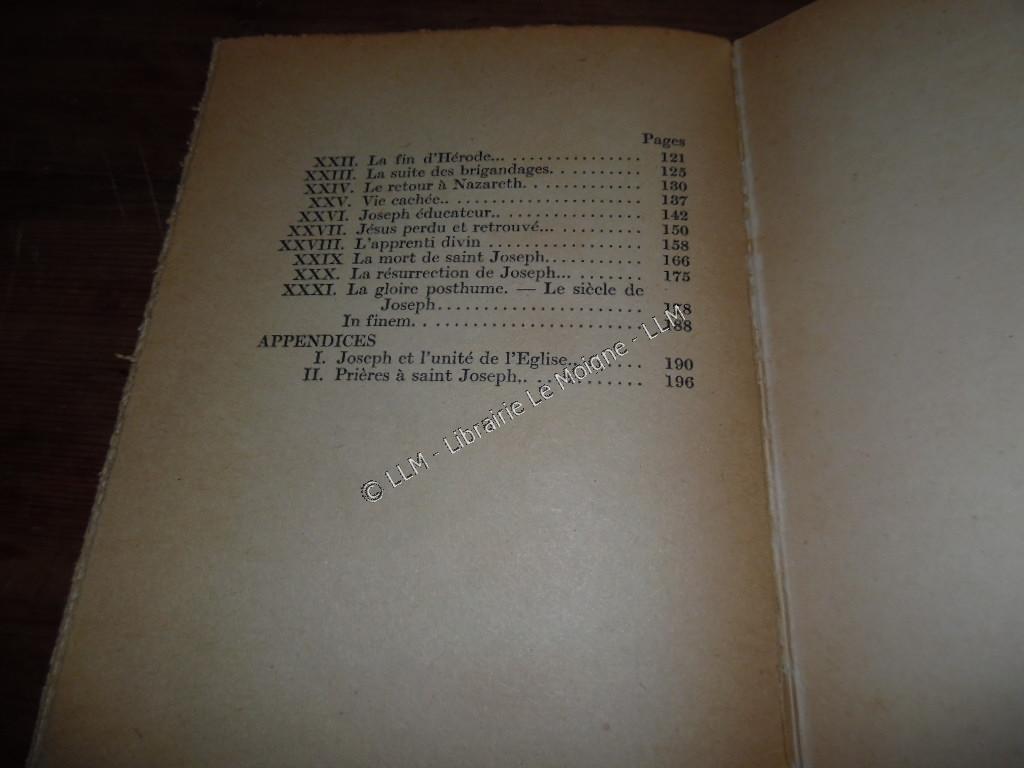 Pages
XXII. La fin d'Hérode... ............... 121
XXIII. La suite des brigandages. ......... 125
XXIV. Le retour à Nazareth. ............ 130
XXV. Vie cachée.. ................. 137
XXVI. Joseph éducateur.. .............. 142
XXVII. Jésus perdu et retrouvé... ........ 150
XXVIII. L'apprenti divin ................ 158
XXIX La mort de saint Joseph. ......... 166
XXX. La résurrection de Joseph... ....... 175
XXXI. La gloire posthume. — Le siècle de
Joseph.....................
In finem. ..................... 188
APPENDICES
I. Joseph et l'unité de l'Eglise.. ...... 190
II. Prières à saint Joseph,. ........... 196
© LLM - Librairie Le Moigne - LLM